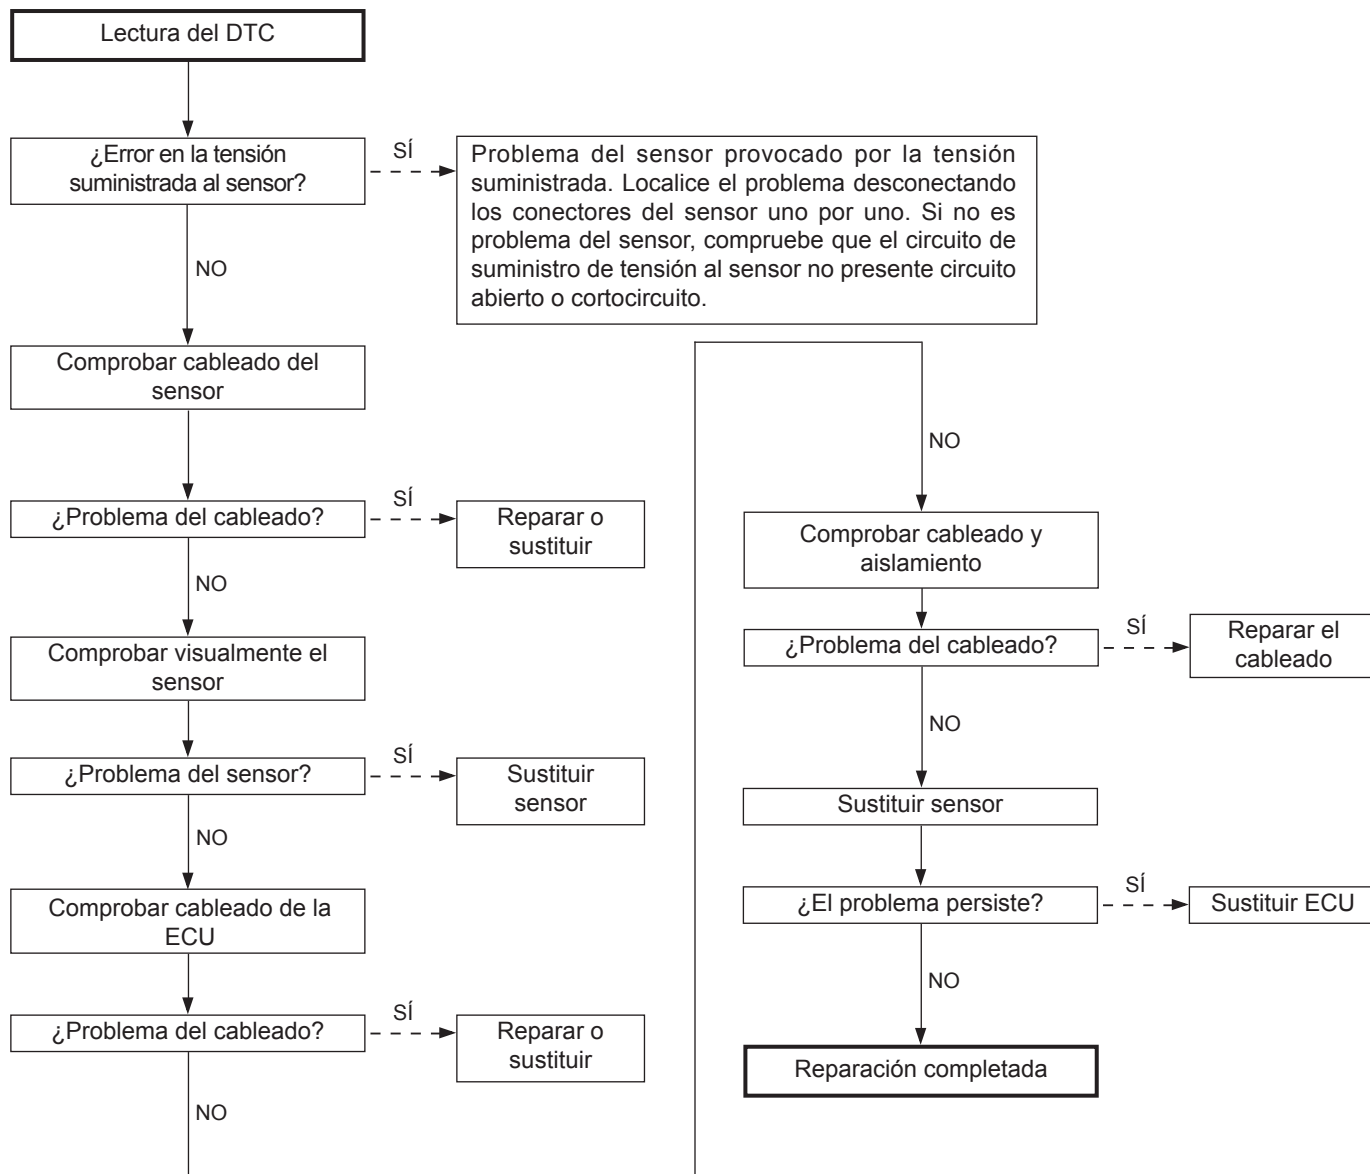 Lectura del DTC
¿Error en la tensión
suministrada al sensor?
SÍ
Problema del sensor provocado por la tensión
suministrada. Localice el problema desconectando
los conectores del sensor uno por uno. Si no es
problema del sensor, compruebe que el circuito de
suministro de tensión al sensor no presente circuito
abierto o cortocircuito.
NO
Comprobar cableado del
sensor
¿Problema del cableado?
SÍ
Reparar o
sustituir
NO
Comprobar visualmente el
sensor
¿Problema del sensor?
SÍ
Sustituir
sensor
NO
Comprobar cableado de la
ECU
¿Problema del cableado?
SÍ
Reparar o
sustituir
NO
NO
Comprobar cableado y
aislamiento
¿Problema del cableado?
SÍ
Reparar el
cableado
NO
Sustituir sensor
¿El problema persiste?
SÍ
Sustituir ECU
NO
Reparación completada